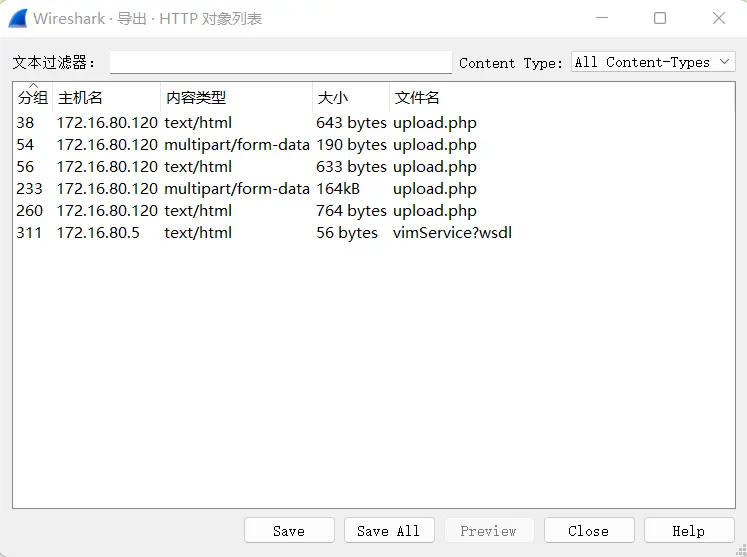 Wireshark · 导出 · HTTP 对象列表
文本过滤器： Content Type: All Content-Types
分组 主机名 内容类型 大小 文件名
38 172.16.80.120 text/html 643 bytes upload.php
54 172.16.80.120 multipart/form-data 190 bytes upload.php
56 172.16.80.120 text/html 633 bytes upload.php
233 172.16.80.120 multipart/form-data 164kB upload.php
260 172.16.80.120 text/html 764 bytes upload.php
311 172.16.80.5 text/html 56 bytes vimService?wsdl
Save Save All Preview Close Help